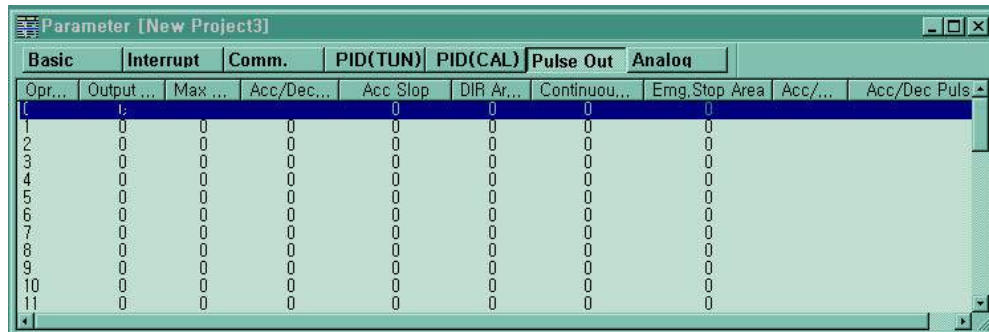 Parameter [New Project3]
Basic Interrupt Comm. PID(TUN) PID(CAL) Pulse Out Analog
Opr... Output ... Max ... Acc/Dec... Acc Slop DIR Ar... Continuou... Emg,Stop Area Acc/... Acc/Dec Puls
0 0 0 0 0
1 0 0 0 0 0 0 0
2 0 0 0 0 0 0 0
3 0 0 0 0 0 0 0
4 0 0 0 0 0 0 0
5 0 0 0 0 0 0 0
6 0 0 0 0 0 0 0
7 0 0 0 0 0 0 0
8 0 0 0 0 0 0 0
9 0 0 0 0 0 0 0
10 0 0 0 0 0 0 0
11 0 0 0 0 0 0 0